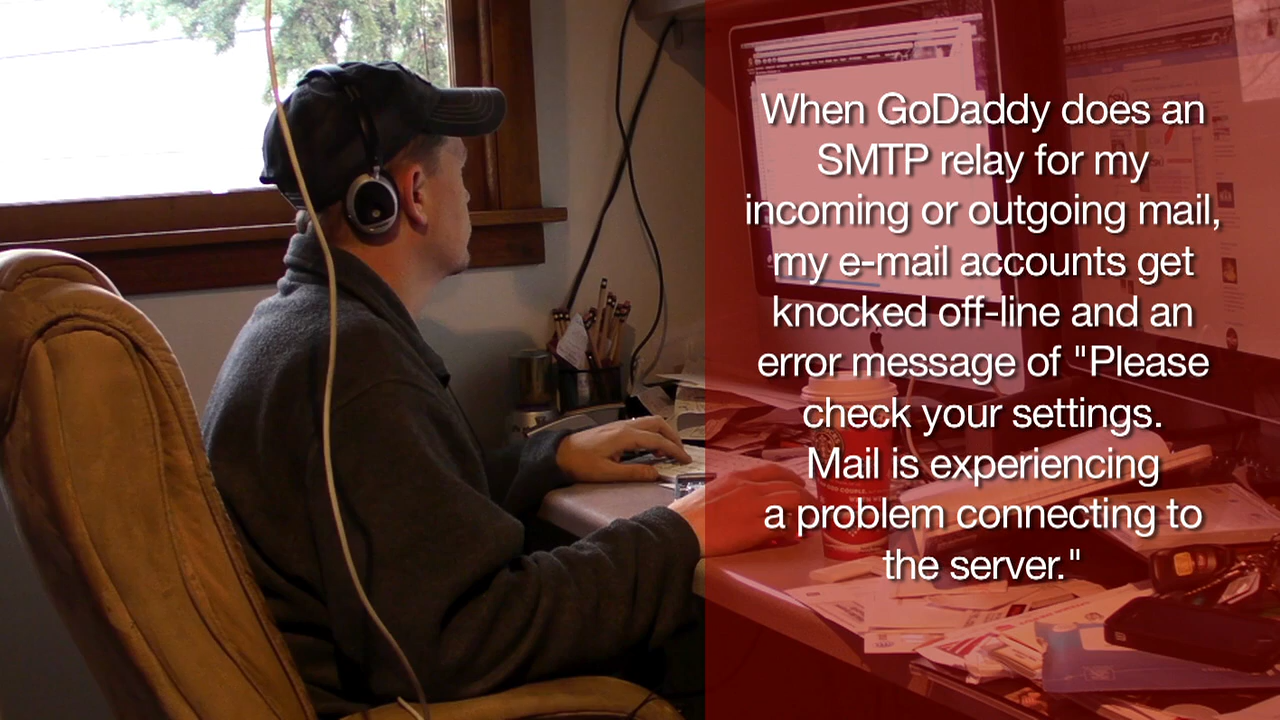 When GoDaddy does an
SMTP relay for my
incoming or outgoing mail,
my e-mail accounts get
knocked off-line and an
error message of "Please
check your settings.
Mail is experiencing
a problem connecting to
the server."